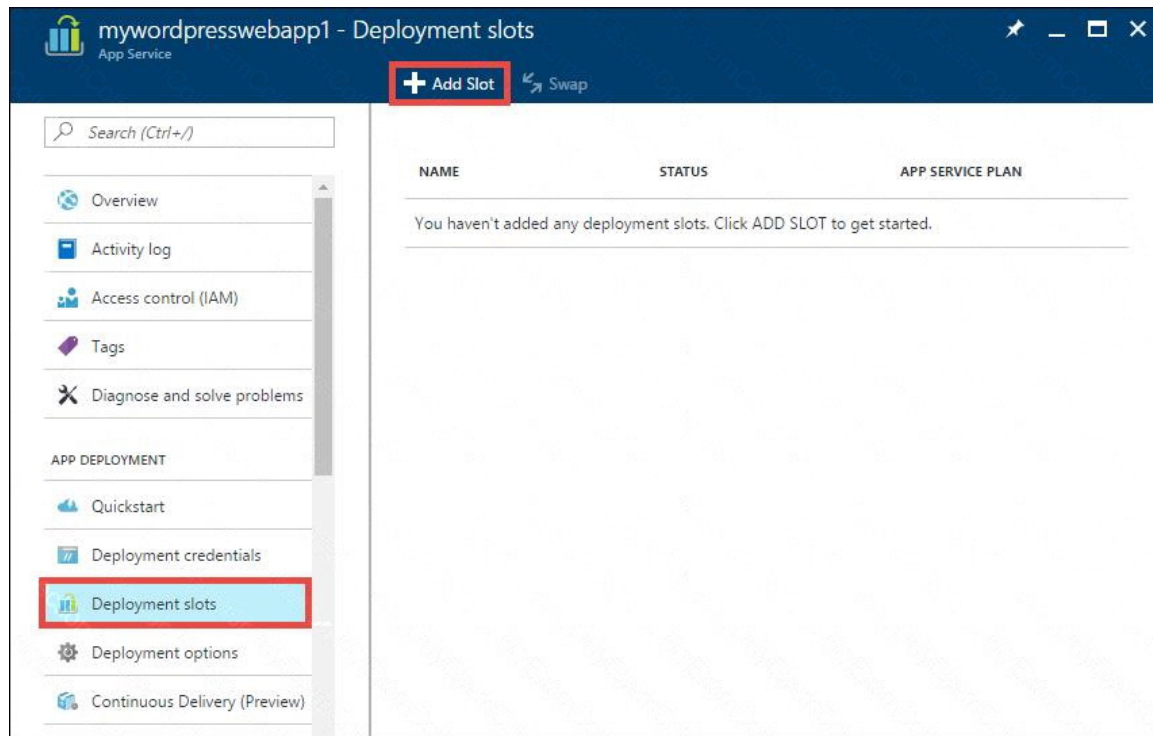 mywordpresswebapp1 - Deployment slots
App Service
Add Slot
Swap
Search (Ctrl+/)
NAME STATUS APP SERVICE PLAN
You haven't added any deployment slots. Click ADD SLOT to get started.
Overview
Activity log
Access control (IAM)
Tags
Diagnose and solve problems
APP DEPLOYMENT
Quickstart
Deployment credentials
Deployment slots
Deployment options
Continuous Delivery (Preview)